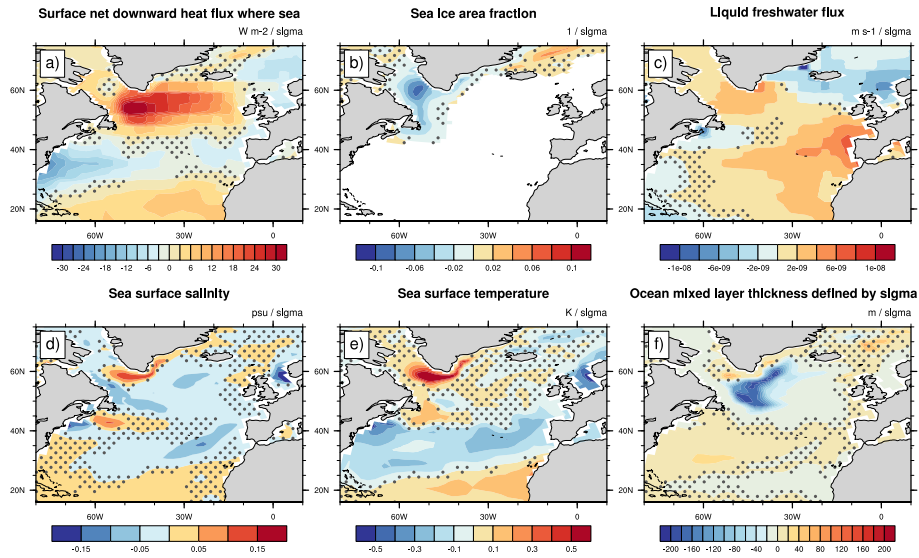 Surface net downward heat flux where sea
W m-2 / sigma
a)
60N
40N
20N
60W 30W 0
-30 -24 -18 -12 -6 0 6 12 18 24 30
Sea Ice area fraction
1 / sigma
b)
60N
40N
20N
60W 30W 0
-0.1 -0.06 -0.02 0.02 0.06 0.1
Liquid freshwater flux
m s-1 / sigma
c)
60N
40N
20N
60W 30W 0
-1e-08 -6e-09 -2e-09 2e-09 6e-09 1e-08
Sea surface salinity
psu / sigma
d)
60N
40N
20N
60W 30W 0
-0.15 -0.05 0.05 0.15
Sea surface temperature
K / sigma
e)
60N
40N
20N
60W 30W 0
-0.5 -0.3 -0.1 0.1 0.3 0.5
Ocean mixed layer thickness defined by sigma
m / sigma
f)
60N
40N
20N
60W 30W 0
-200 -160 -120 -80 -40 0 40 80 120 160 200